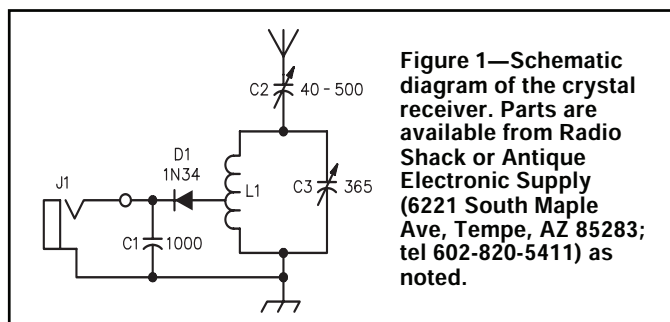 C2 40-500
J1
D1
1N34
L1
C3 365
C1 1000
Figure 1—Schematic
diagram of the crystal
receiver. Parts are
available from Radio
Shack or Antique
Electronic Supply
(6221 South Maple
Ave, Tempe, AZ 85283;
tel 602-820-5411) as
noted.